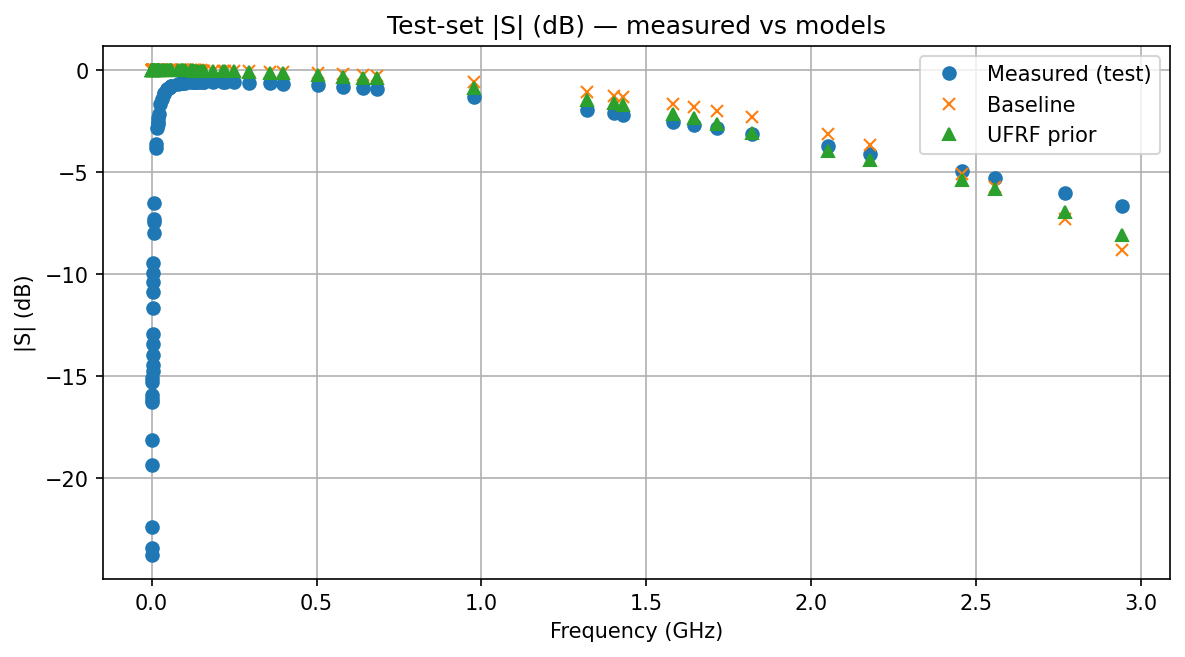 Test-set |S| (dB) — measured vs models
Measured (test)
Baseline
UFRF prior
|S| (dB)
0
−5
−10
−15
−20
0.0
0.5
1.0
1.5
2.0
2.5
3.0
Frequency (GHz)